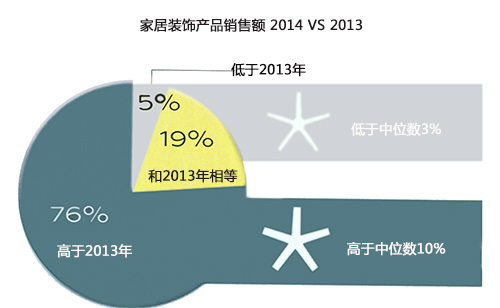 家居装饰产品销售额 2014 VS 2013
低于2013年
5%
19%
和2013年相等
低于中位数3%
76%
高于2013年
高于中位数10%